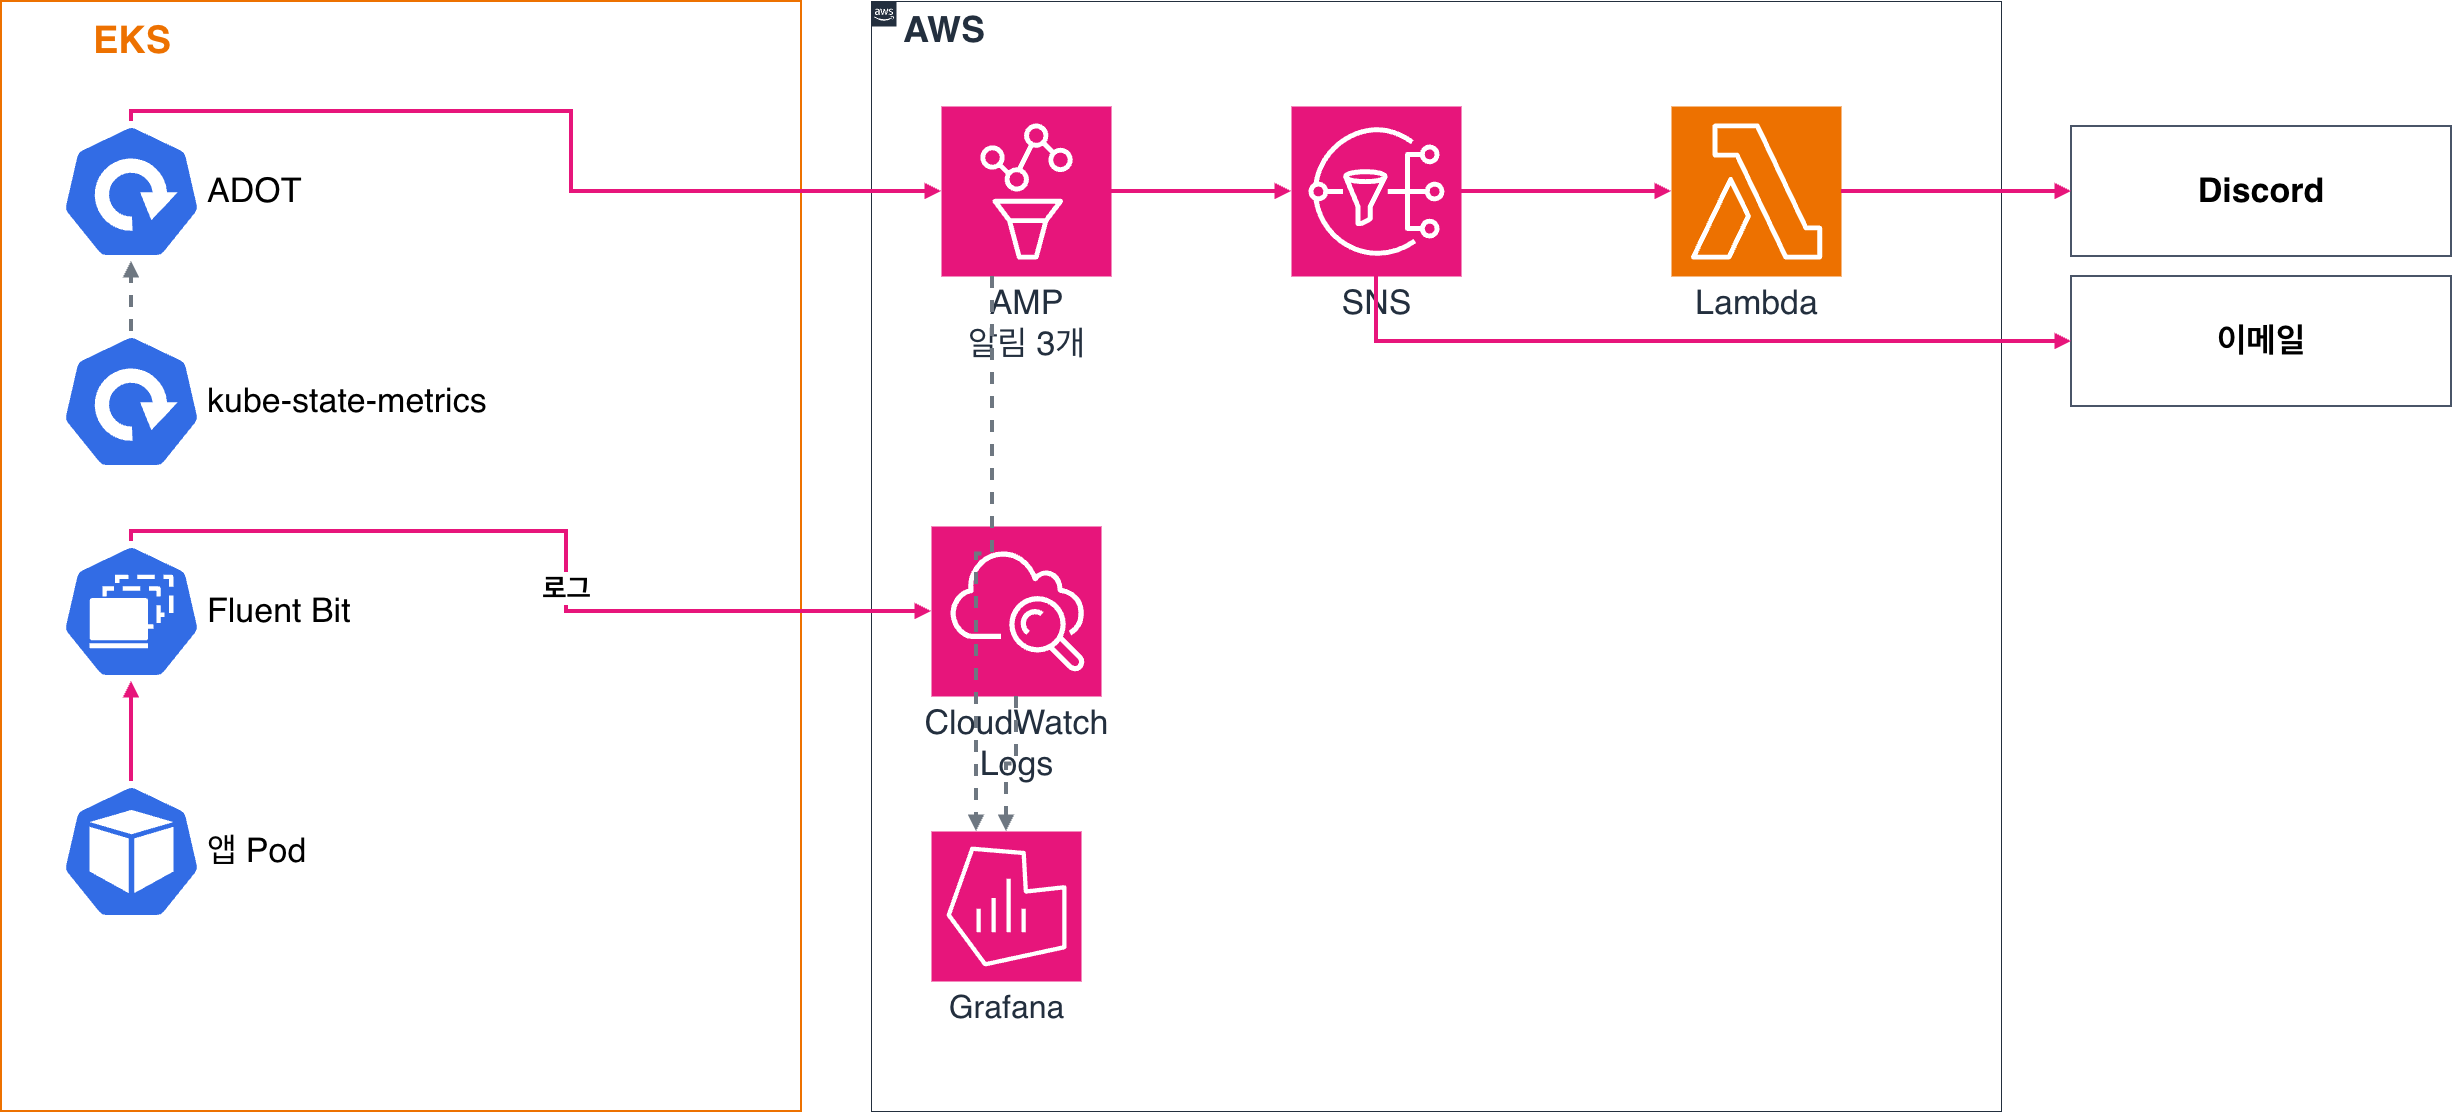 EKS
aws
AWS
ADOT
AMP
알림 3개
SNS
Lambda
Discord
이메일
kube-state-metrics
Fluent Bit
로그
CloudWatch
Logs
앱 Pod
Grafana